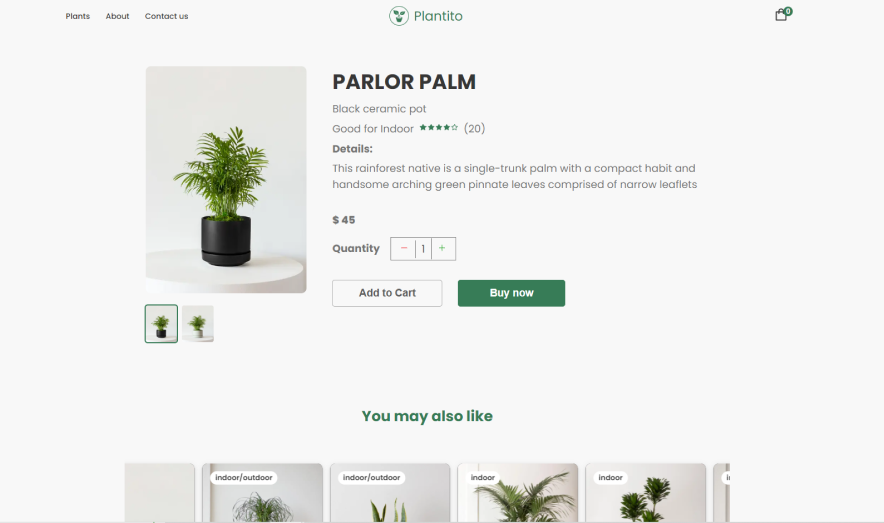 Plants About Contact us
Plantito
0
PARLOR PALM
Black ceramic pot
Good for Indoor (20)
Details:
This rainforest native is a single-trunk palm with a compact habit and
handsome arching green pinnate leaves comprised of narrow leaflets
$ 45
Quantity − 1 +
Add to Cart Buy now
You may also like
indoor/outdoor indoor/outdoor indoor indoor